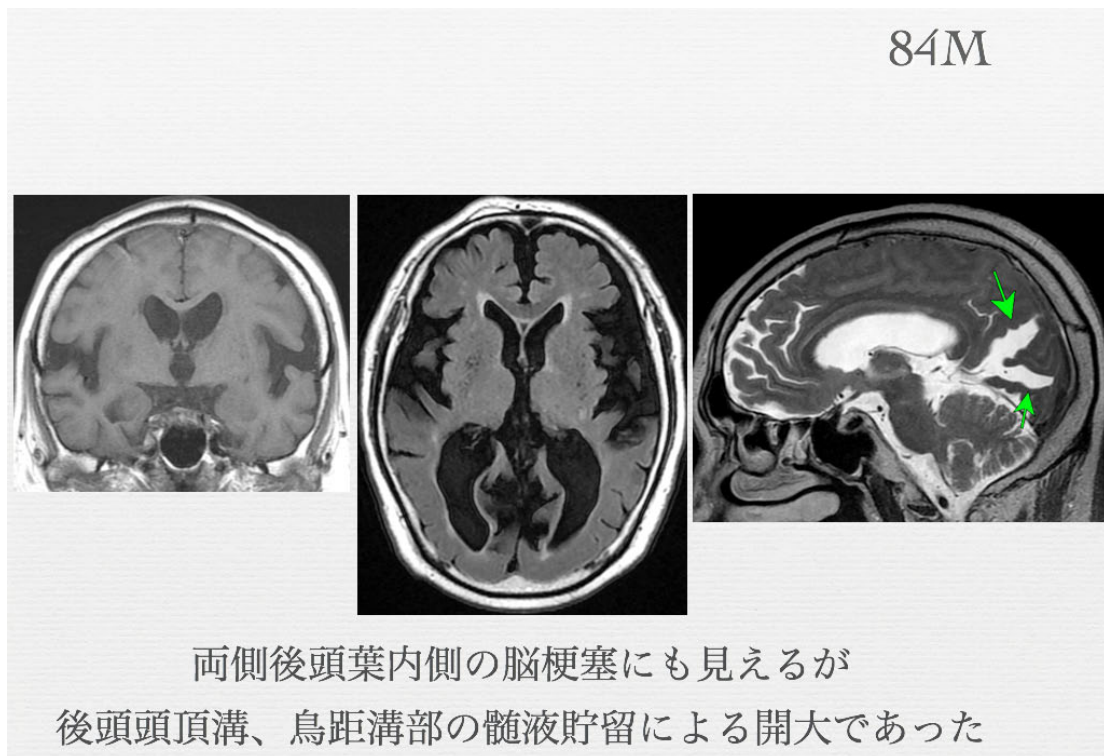 84M
両側後頭葉内側の脳梗塞にも見えるが
後頭頭頂溝、鳥距溝部の髄液貯留による開大であった